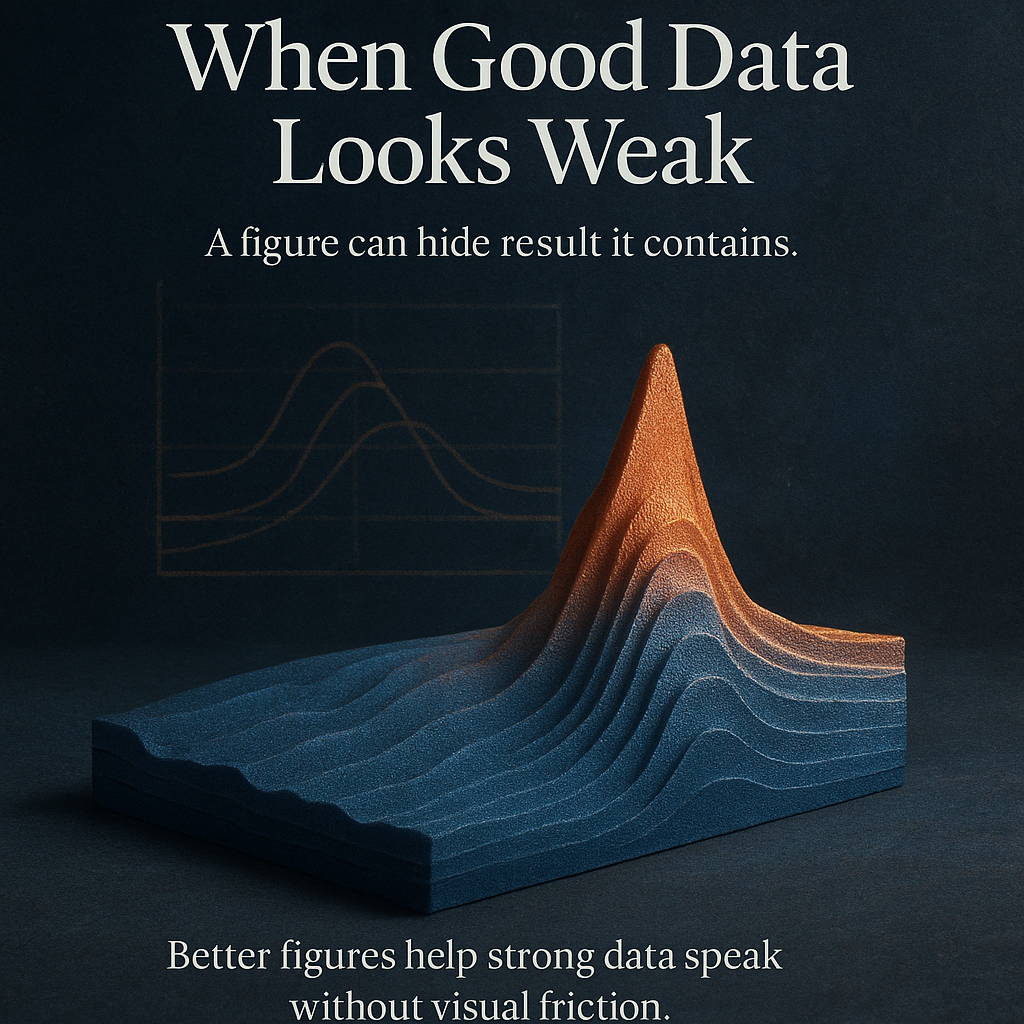 When Good Data
Looks Weak
A figure can hide result it contains.
Better figures help strong data speak
without visual friction.